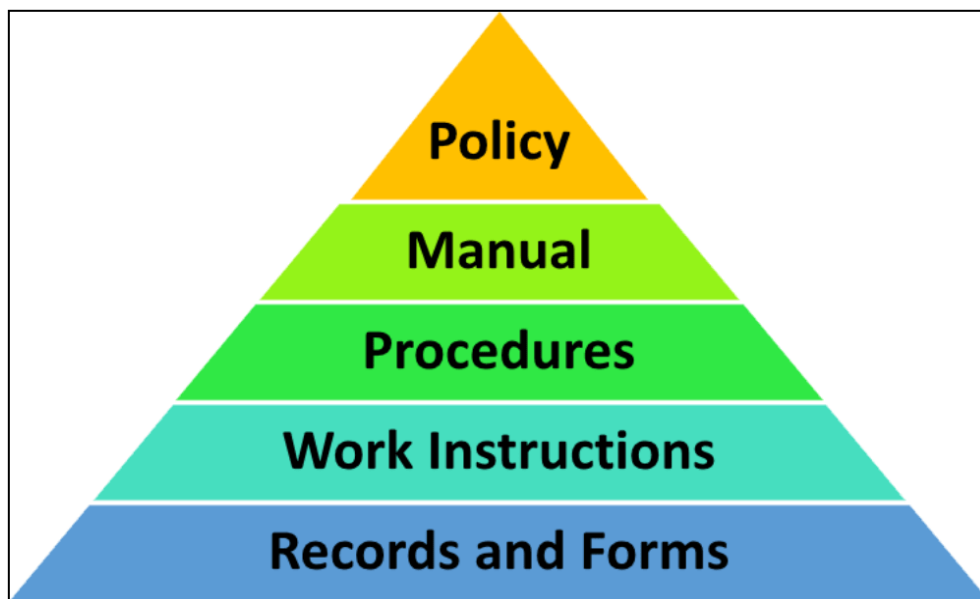 Policy
Manual
Procedures
Work Instructions
Records and Forms